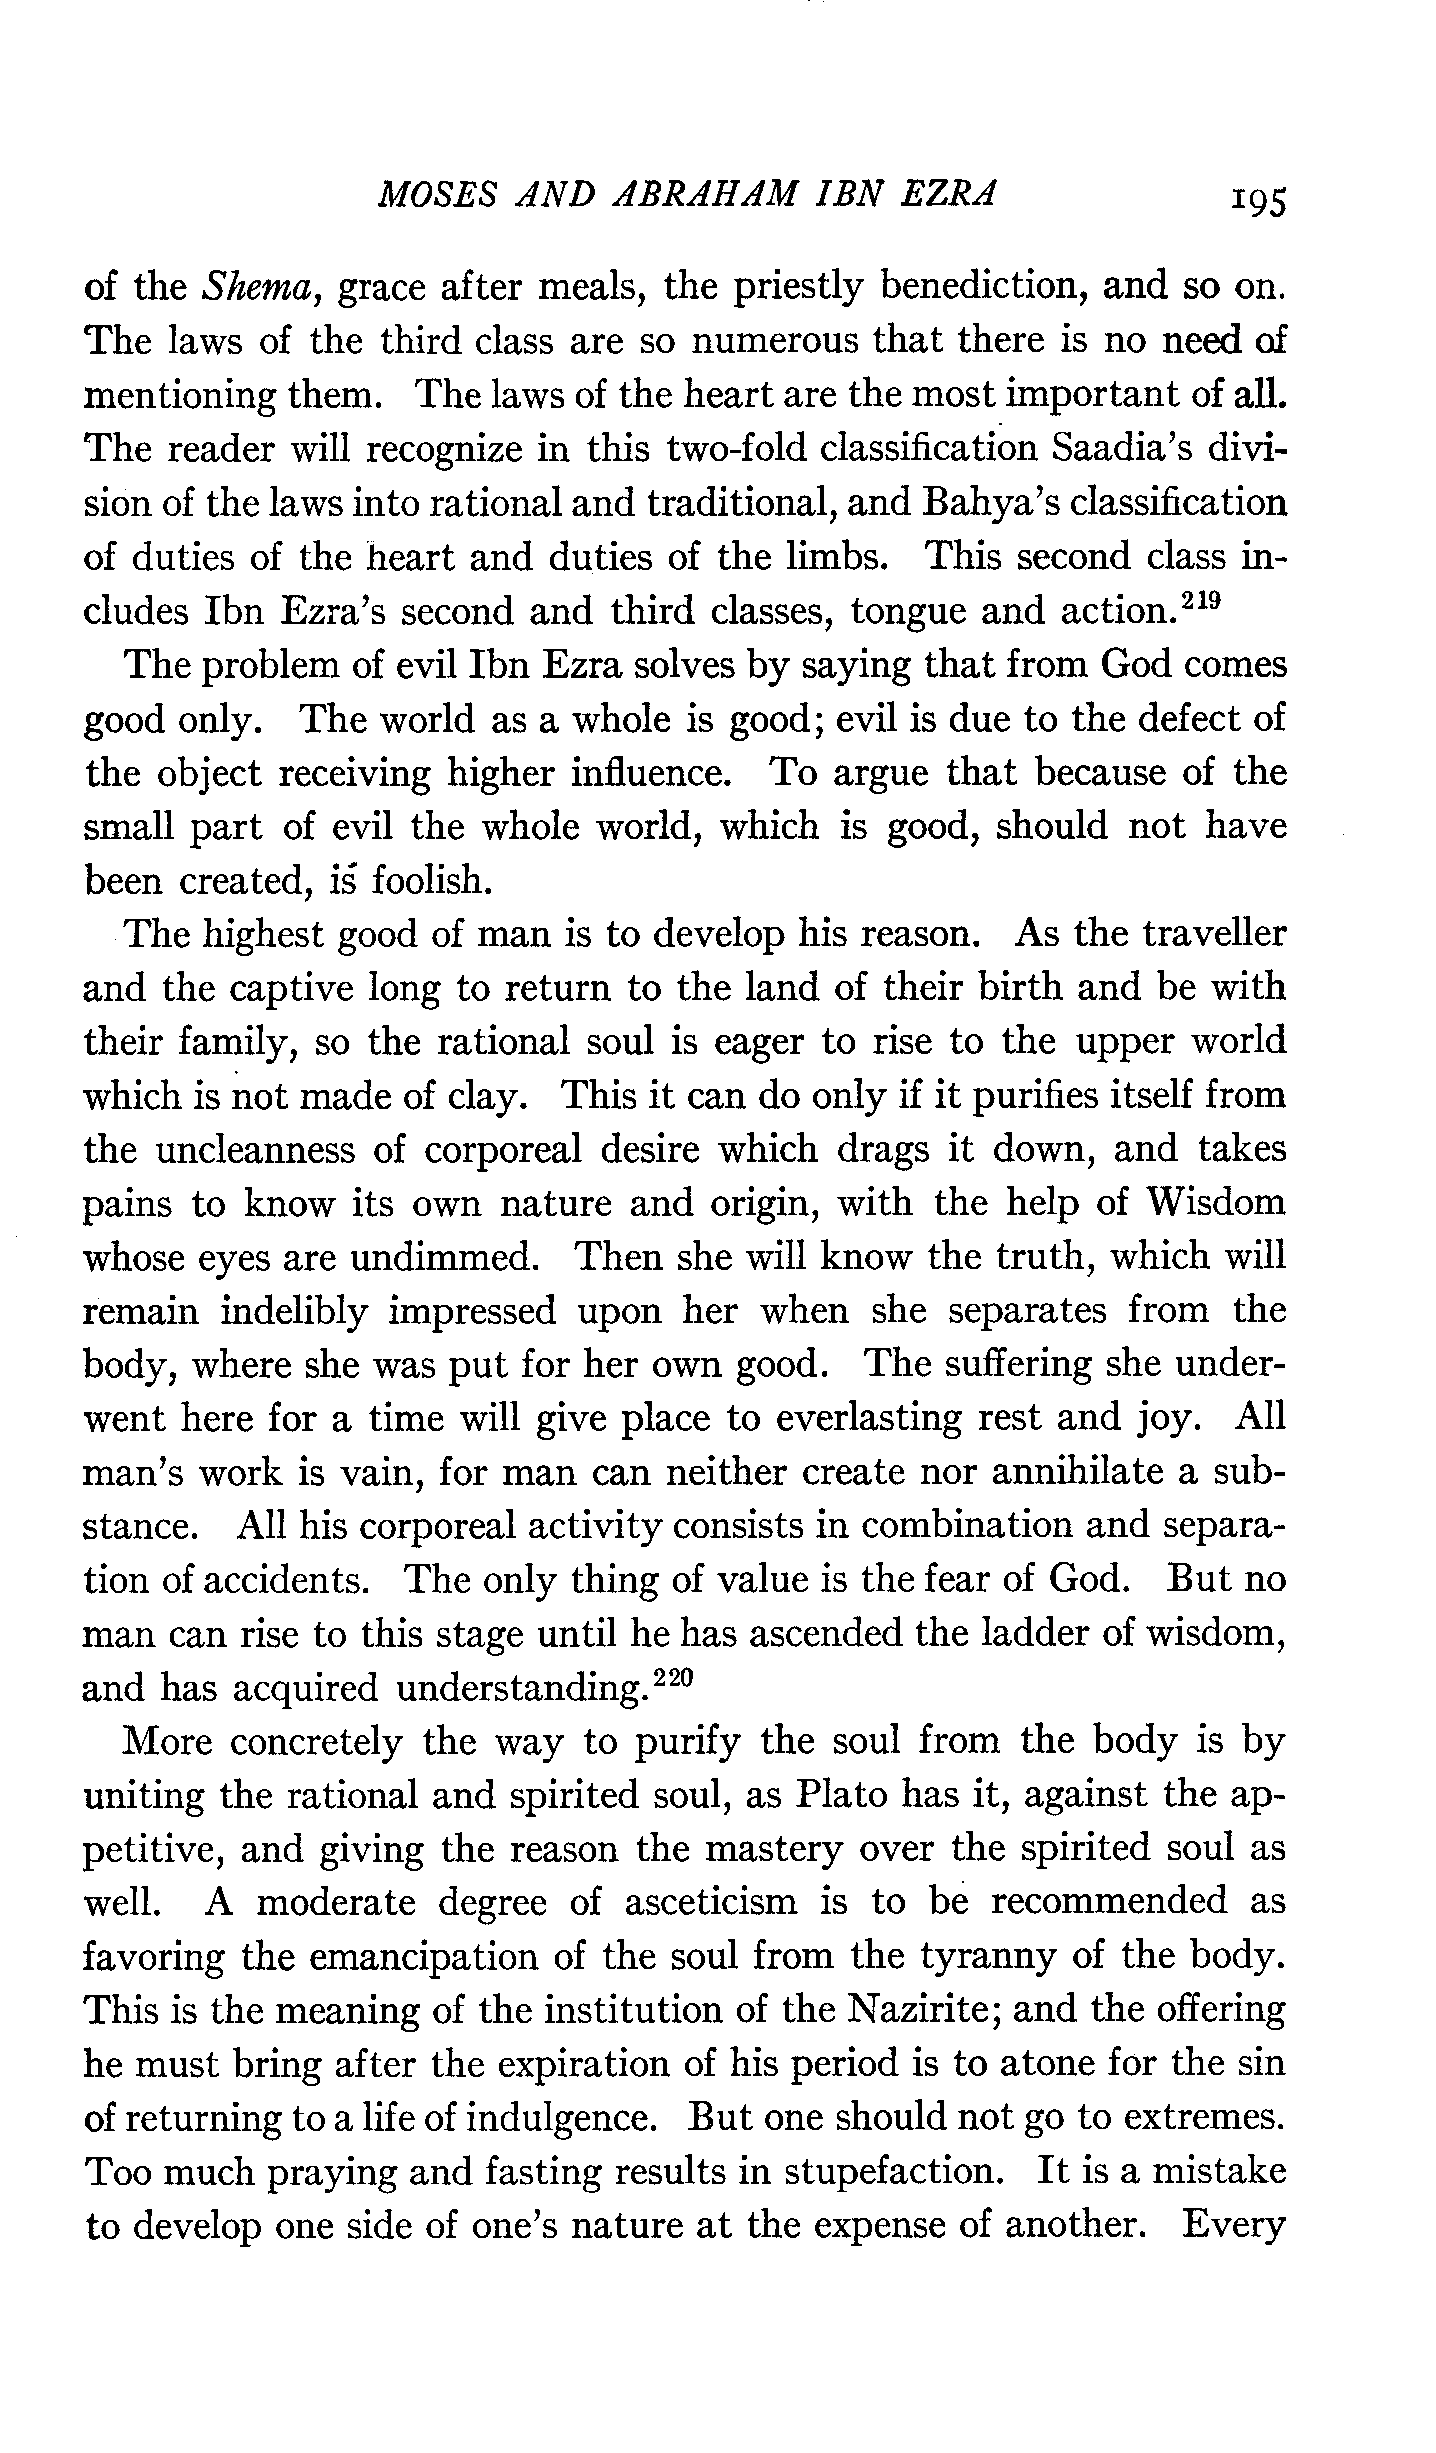 MOSES AND ABRAHAM IBN EZRA 195
of the Shema, grace after meals, the priestly benediction, and so on.
The laws of the third class are so numerous that there is no need of
mentioning them. The laws of the heart are the most important of all.
The reader will recognize in this two-fold classification Saadia's divi-
sion of the laws into rational and traditional, and Bahya's classification
of duties of the heart and duties of the limbs. This second class in-
cludes Ibn Ezra's second and third classes, tongue and action.²¹⁹
The problem of evil Ibn Ezra solves by saying that from God comes
good only. The world as a whole is good; evil is due to the defect of
the object receiving higher influence. To argue that because of the
small part of evil the whole world, which is good, should not have
been created, is foolish.
The highest good of man is to develop his reason. As the traveller
and the captive long to return to the land of their birth and be with
their family, so the rational soul is eager to rise to the upper world
which is not made of clay. This it can do only if it purifies itself from
the uncleanness of corporeal desire which drags it down, and takes
pains to know its own nature and origin, with the help of Wisdom
whose eyes are undimmed. Then she will know the truth, which will
remain indelibly impressed upon her when she separates from the
body, where she was put for her own good. The suffering she under-
went here for a time will give place to everlasting rest and joy. All
man's work is vain, for man can neither create nor annihilate a sub-
stance. All his corporeal activity consists in combination and separa-
tion of accidents. The only thing of value is the fear of God. But no
man can rise to this stage until he has ascended the ladder of wisdom,
and has acquired understanding.²²⁰
More concretely the way to purify the soul from the body is by
uniting the rational and spirited soul, as Plato has it, against the ap-
petitive, and giving the reason the mastery over the spirited soul as
well. A moderate degree of asceticism is to be recommended as
favoring the emancipation of the soul from the tyranny of the body.
This is the meaning of the institution of the Nazirite; and the offering
he must bring after the expiration of his period is to atone for the sin
of returning to a life of indulgence. But one should not go to extremes.
Too much praying and fasting results in stupefaction. It is a mistake
to develop one side of one's nature at the expense of another. Every